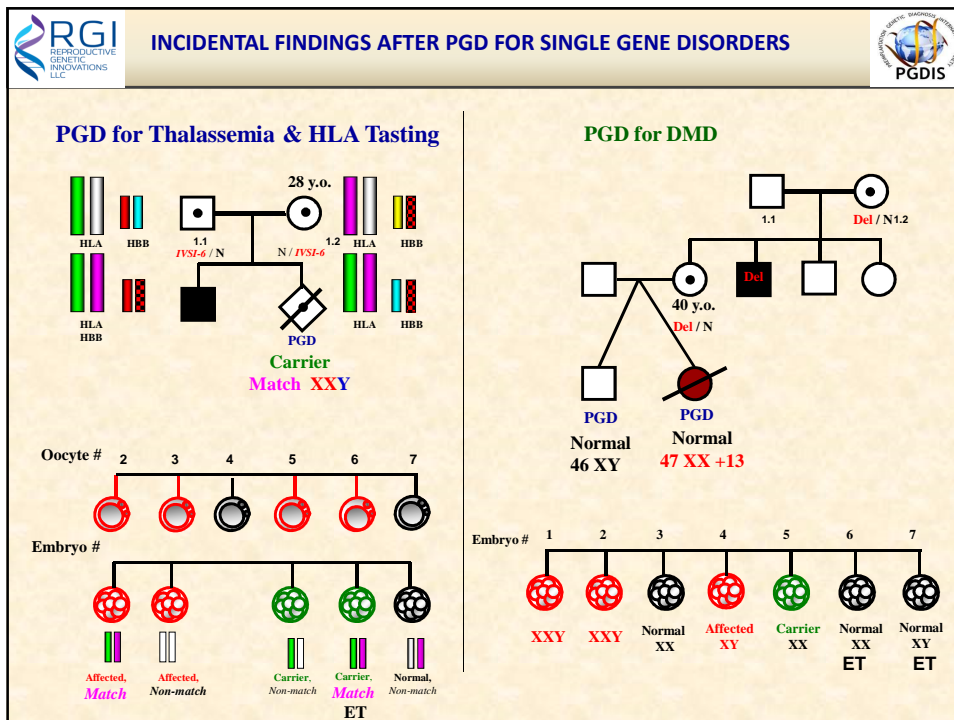 RGI
REPRODUCTIVE
GENETIC
INNOVATIONS
LLC
INCIDENTAL FINDINGS AFTER PGD FOR SINGLE GENE DISORDERS
PREIMPLANTATION GENETIC DIAGNOSIS INTERNATIONAL SOCIETY
PGDIS
PGD for Thalassemia & HLA Tasting
28 y.o.
HLA HBB
1.1
IVSI-6 / N
N / IVSI-6
1.2
HLA HBB
HLA
HBB
HLA HBB
PGD
Carrier
Match XXY
Oocyte # 2 3 4 5 6 7
Embryo #
Affected,
Match
Affected,
Non-match
Carrier,
Non-match
Carrier,
Match
ET
Normal,
Non-match
PGD for DMD
1.1
Del / N 1.2
Del
40 y.o.
Del / N
PGD
Normal
46 XY
PGD
Normal
47 XX +13
Embryo # 1 2 3 4 5 6 7
XXY
XXY
Normal
XX
Affected
XY
Carrier
XX
Normal
XX
ET
Normal
XY
ET